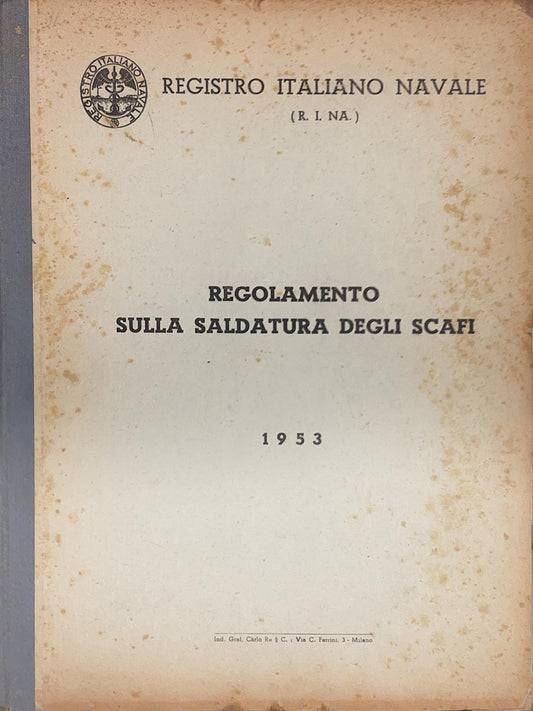 REGISTRO ITALIANO NAVALE
REGISTRO ITALIANO NAVALE
(R. I. NA.)
REGOLAMENTO
SULLA SALDATURA DEGLI SCAFI
1953
Ind. Graf. Carlo Re & C. ; Via C. Ferrini, 3 - Milano